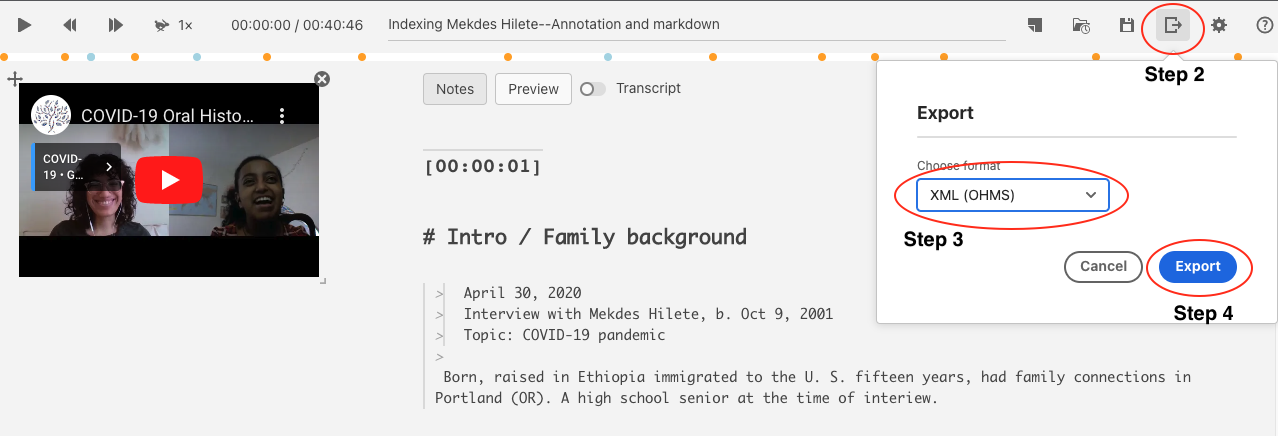 1×
00:00:00 / 00:40:46
Indexing Mekdes Hilete--Annotation and markdown
Step 2
Notes
Preview
Transcript
COVID-19 Oral Histo…
COVID-
19 • G…
[00:00:01]
# Intro / Family background
> April 30, 2020
> Interview with Mekdes Hilete, b. Oct 9, 2001
> Topic: COVID-19 pandemic
>
Born, raised in Ethiopia immigrated to the U. S. fifteen years, had family connections in
Portland (OR). A high school senior at the time of interiew.
Export
Choose format
XML (OHMS)
Step 3
Cancel
Export
Step 4